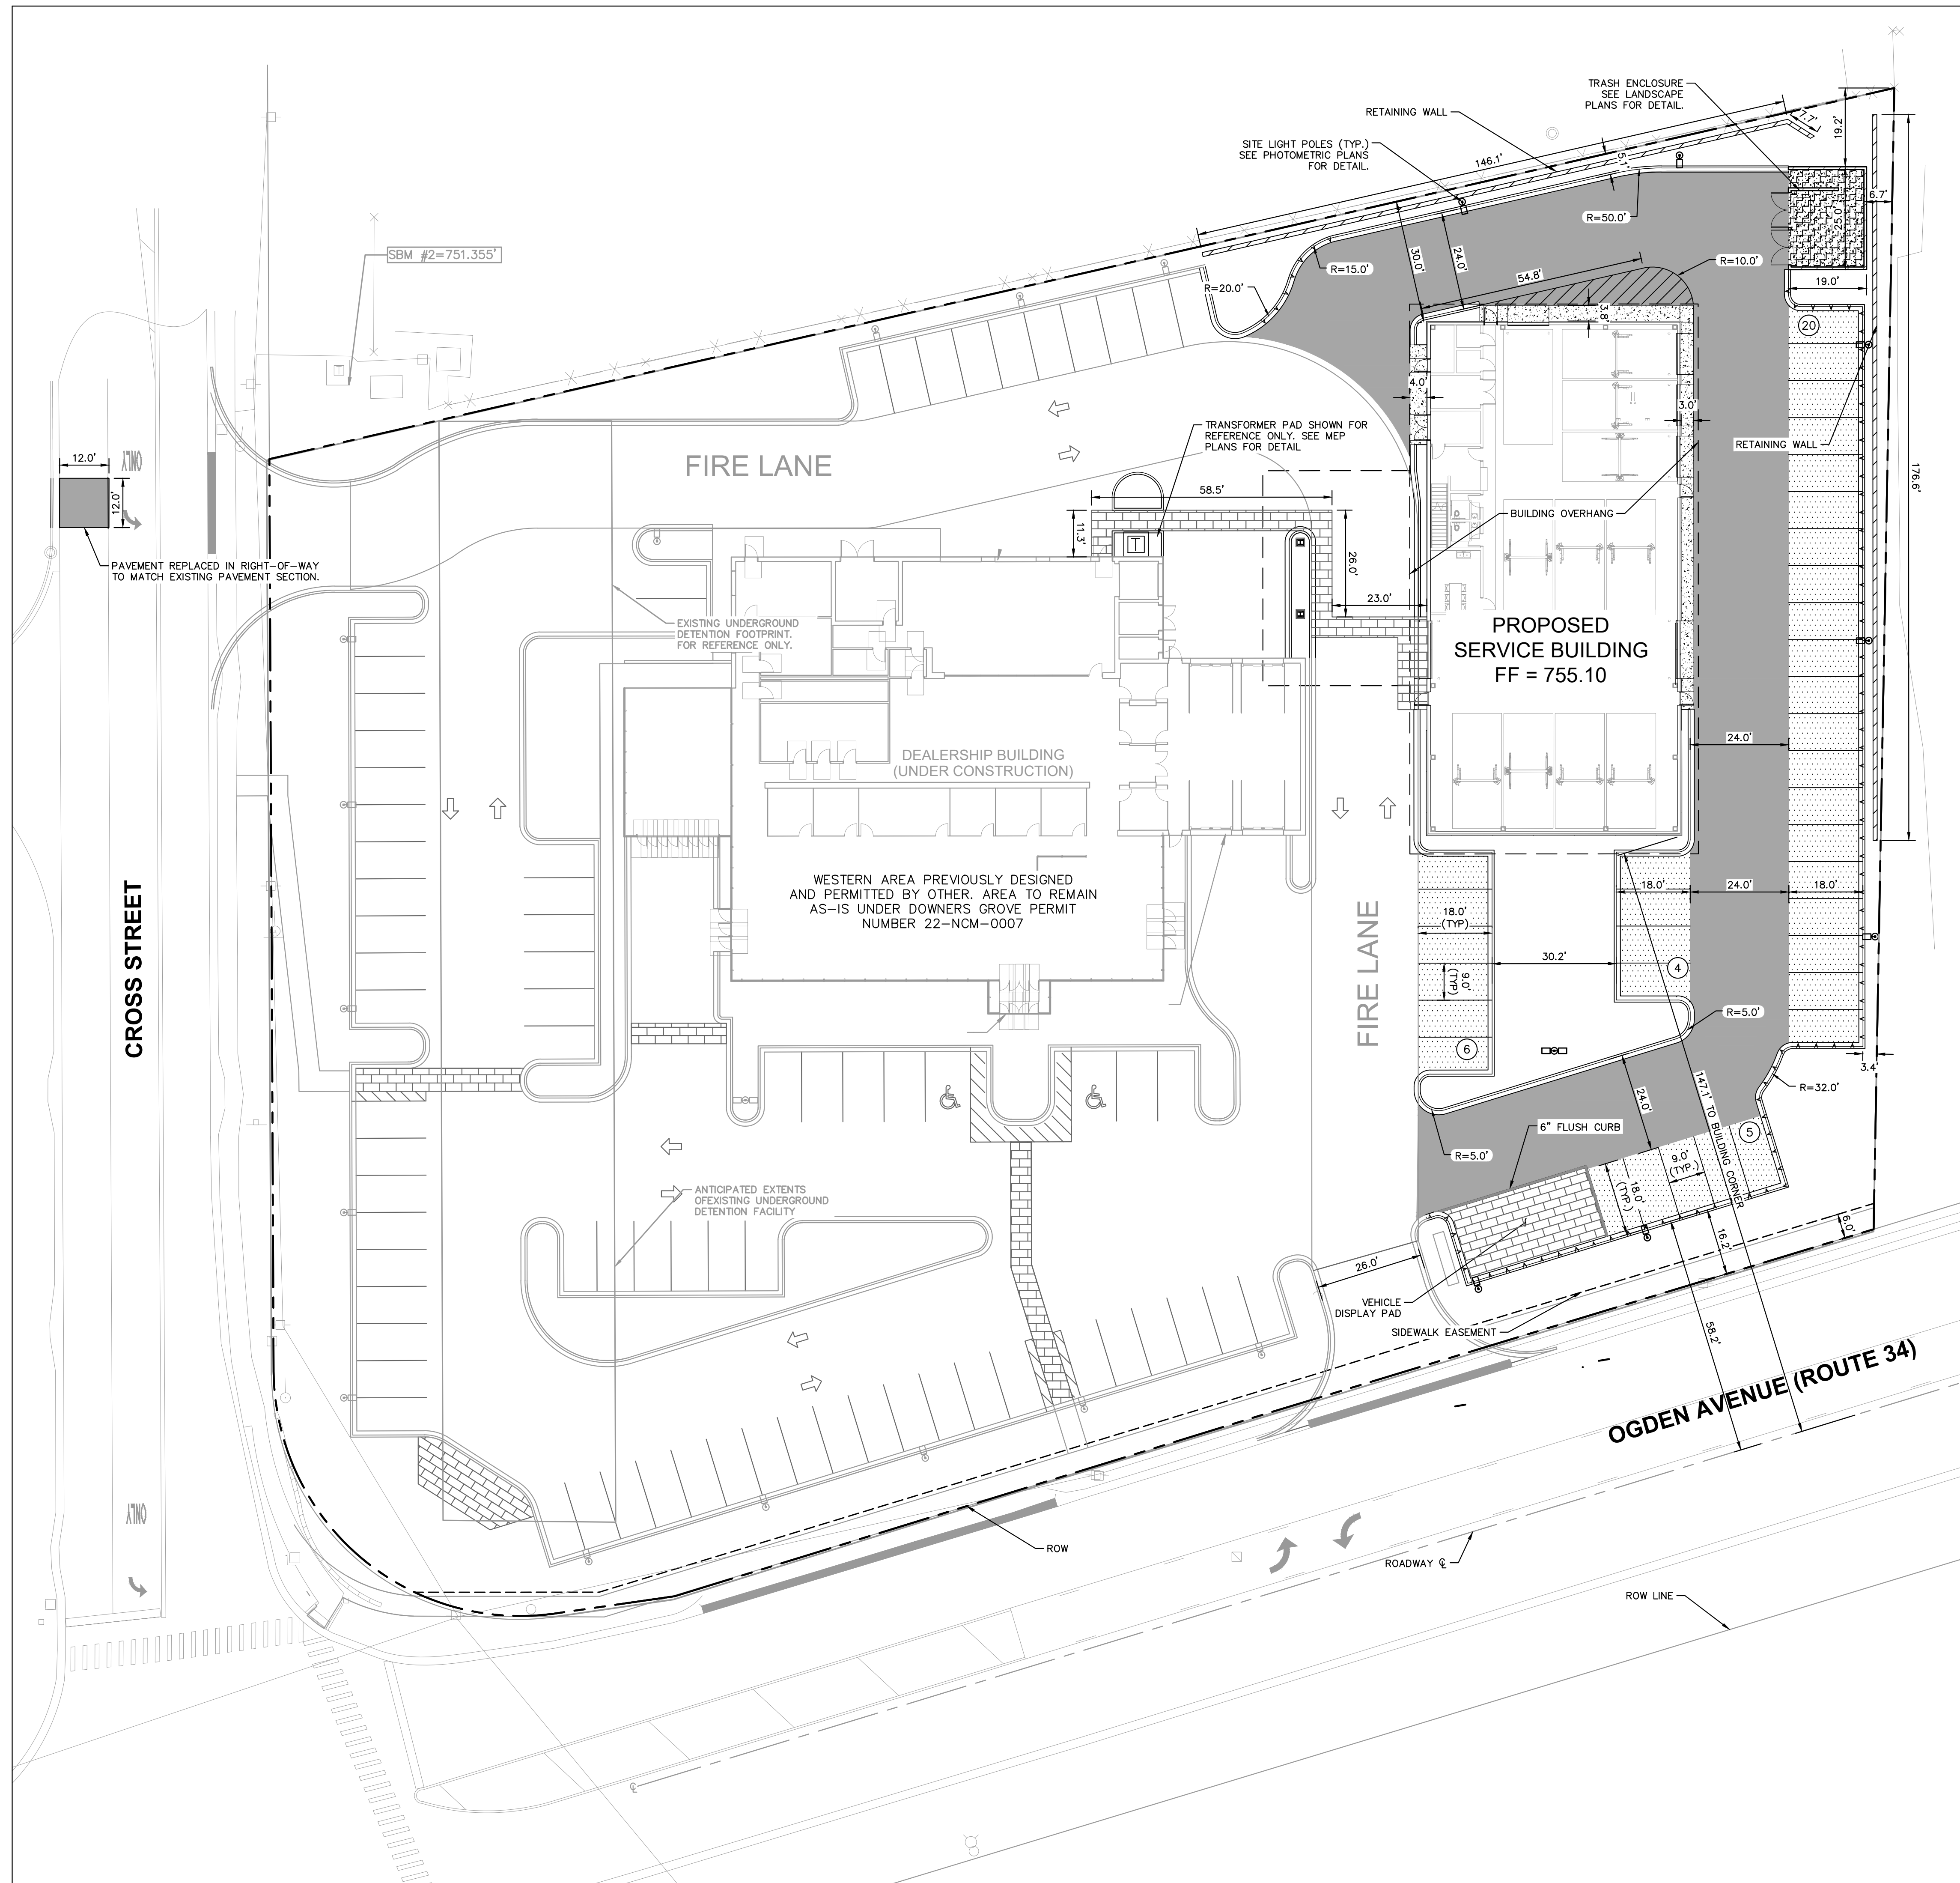 TRASH ENCLOSURE
SEE LANDSCAPE
PLANS FOR DETAIL.
RETAINING WALL
SITE LIGHT POLES (TYP.)
SEE PHOTOMETRIC PLANS
FOR DETAIL.
7.7'
19.2'
146.1'
5.1'
6.7'
25.0'
R=50.0'
SBM #2=751.355'
30.0'
24.0'
R=15.0'
R=10.0'
54.8'
R=20.0'
19.0'
3.8'
20
4.0'
3.0'
TRANSFORMER PAD SHOWN FOR
REFERENCE ONLY. SEE MEP
PLANS FOR DETAIL
RETAINING WALL
176.6'
12.0'
ONLY
12.0'
FIRE LANE
58.5'
11.3'
26.0'
BUILDING OVERHANG
PAVEMENT REPLACED IN RIGHT-OF-WAY
TO MATCH EXISTING PAVEMENT SECTION.
T
T
23.0'
EXISTING UNDERGROUND
DETENTION FOOTPRINT.
FOR REFERENCE ONLY.
PROPOSED
SERVICE BUILDING
FF = 755.10
24.0'
DEALERSHIP BUILDING
(UNDER CONSTRUCTION)
WESTERN AREA PREVIOUSLY DESIGNED
AND PERMITTED BY OTHER. AREA TO REMAIN
AS-IS UNDER DOWNERS GROVE PERMIT
NUMBER 22-NCM-0007
CROSS STREET
FIRE LANE
18.0'
24.0'
18.0'
18.0'
(TYP)
30.2'
9.0'
(TYP)
4
R=5.0'
6
3.4'
R=32.0'
24.0'
147.1' TO BUILDING CORNER
6" FLUSH CURB
5
R=5.0'
9.0'
(TYP.)
18.0'
(TYP.)
ANTICIPATED EXTENTS
OFEXISTING UNDERGROUND
DETENTION FACILITY
16.2'
6.0'
26.0'
VEHICLE
DISPLAY PAD
SIDEWALK EASEMENT
58.2'
OGDEN AVENUE (ROUTE 34)
ONLY
ROW
ROADWAY ℄
ROW LINE
℄